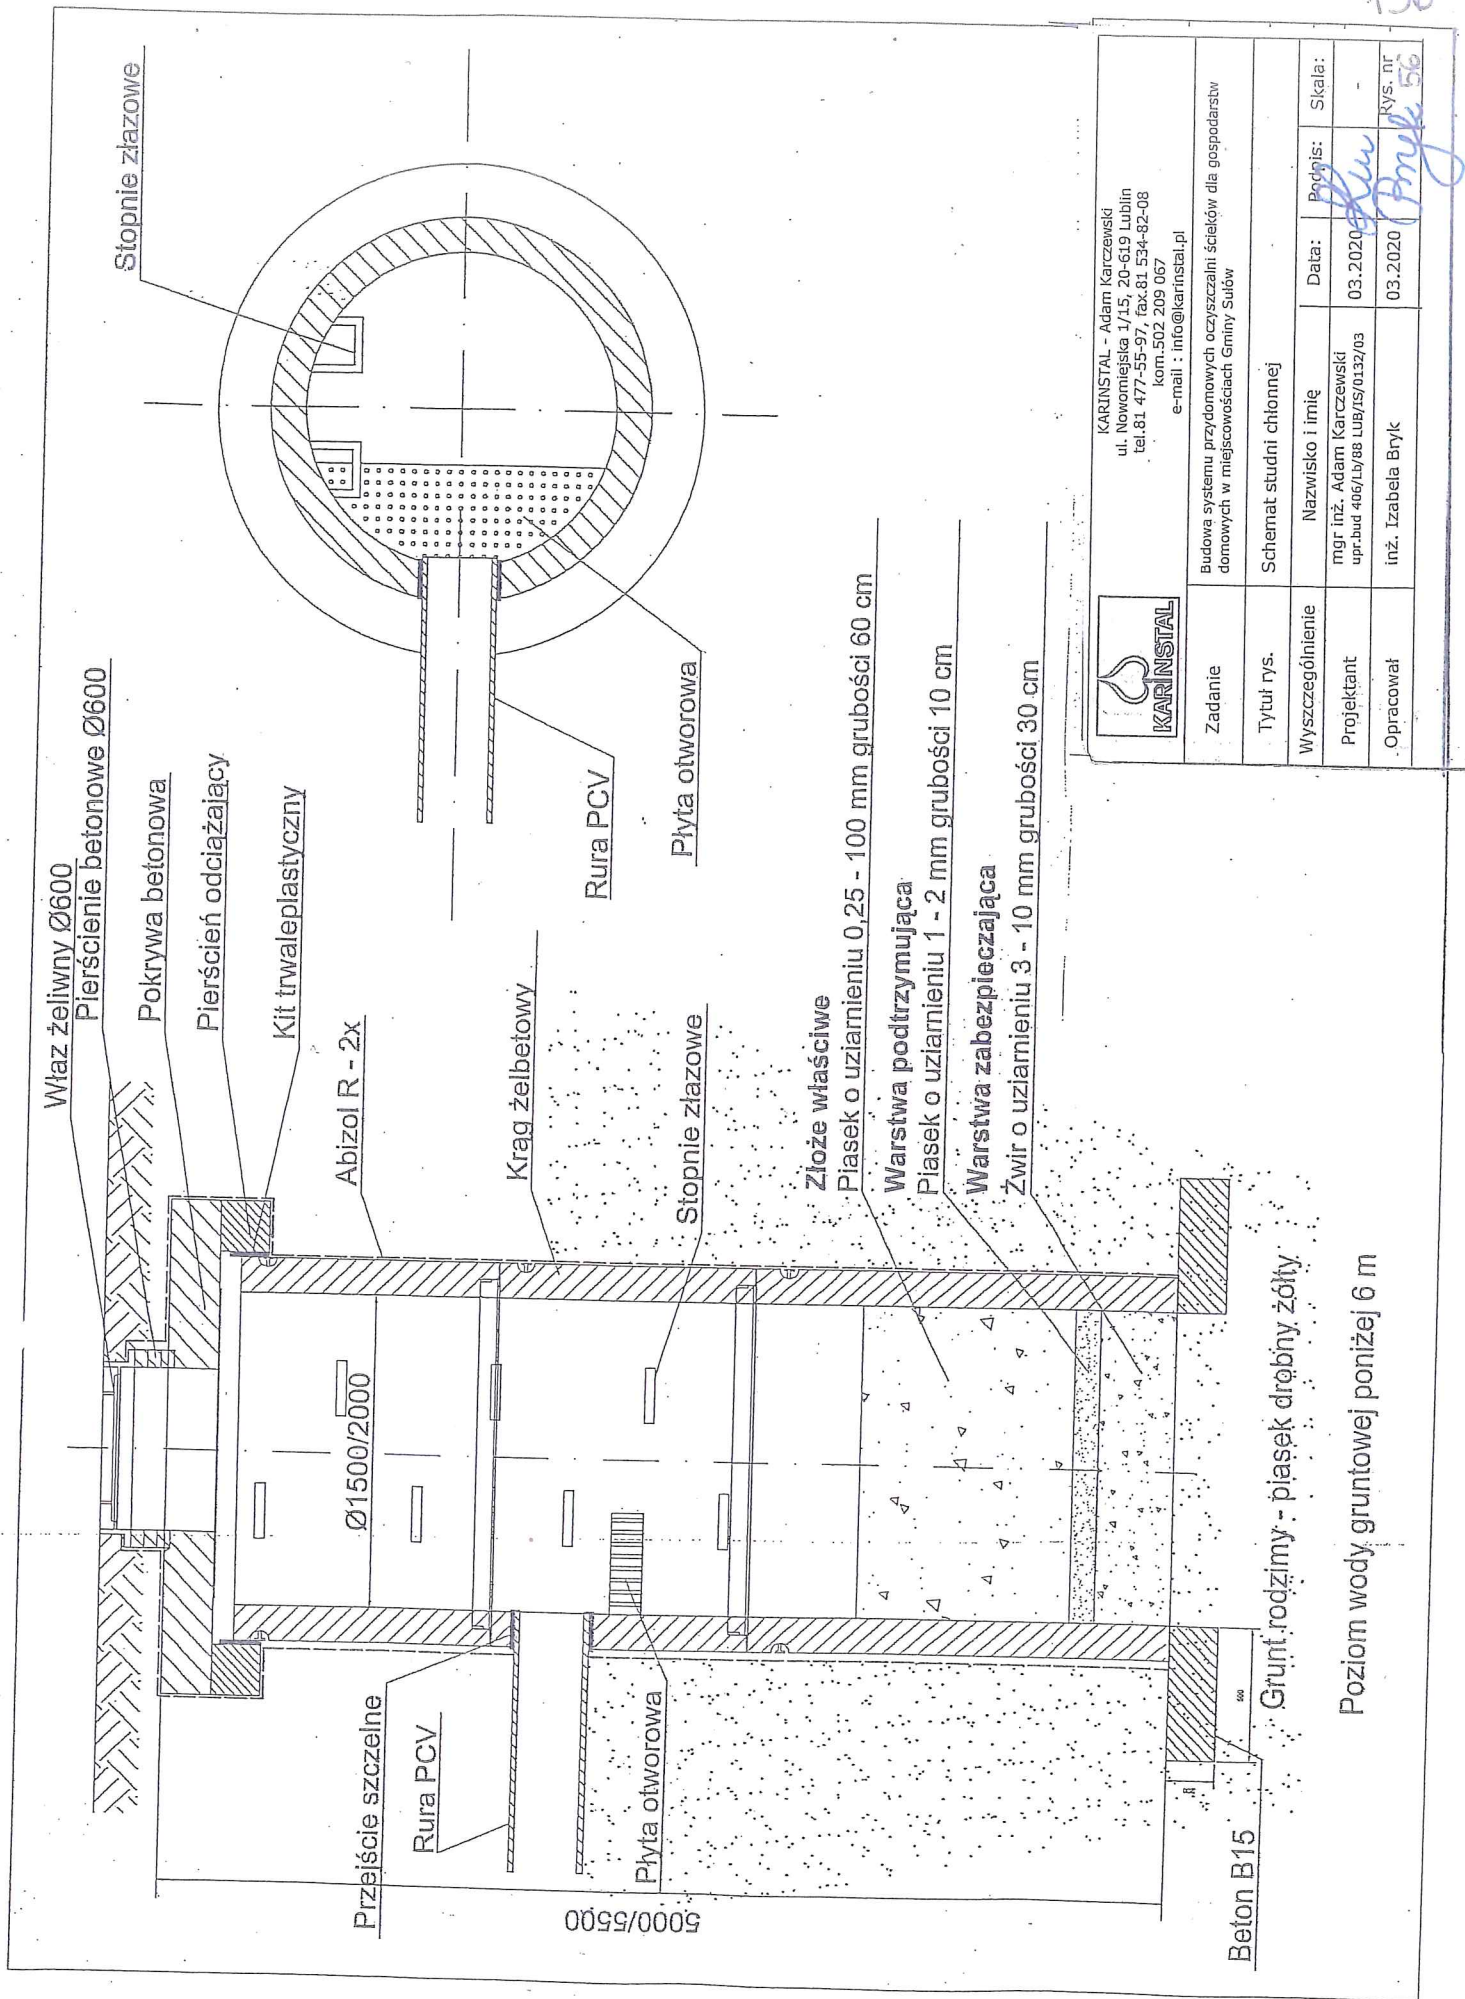 Właz żeliwny Ø600
Pierścienie betonowe Ø600
Pokrywa betonowa
Pierścień odciążający
Kit trwaleplastyczny
Abizol R - 2x
Krąg żelbetowy
Stopnie złazowe
Złoże właściwe
Piasek o uziarnieniu 0,25 - 100 mm grubości 60 cm
Warstwa podtrzymująca
Piasek o uziarnieniu 1 - 2 mm grubości 10 cm
Warstwa zabezpieczająca
Żwir o uziarnieniu 3 - 10 mm grubości 30 cm
Ø1500/2000
Przejście szczelne
Rura PCV
Płyta otworowa
5000/5500
Beton B15
Grunt rodzimy - piasek drobny żółty
Poziom wody gruntowej poniżej 6 m
Stopnie złazowe
Rura PCV
Płyta otworowa
KARINSTAL
KARINSTAL - Adam Karczewski
ul. Nowomiejska 1/15, 20-619 Lublin
tel.81 477-55-97, fax.81 534-82-08
kom.502 209 067
e-mail : info@karinstal.pl
Zadanie
Budowa systemu przydomowych oczyszczalni ścieków dla gospodarstw
domowych w miejscowościach Gminy Sułów
Tytuł rys.
Schemat studni chłonnej
Wyszczególnienie
Nazwisko i imię
Data:
Podpis:
Skala:
Projektant
mgr inż. Adam Karczewski
upr.bud 406/Lb/88 LUB/IS/0132/03
03.2020
-
Opracował
inż. Izabela Bryk
03.2020
Rys. nr
56